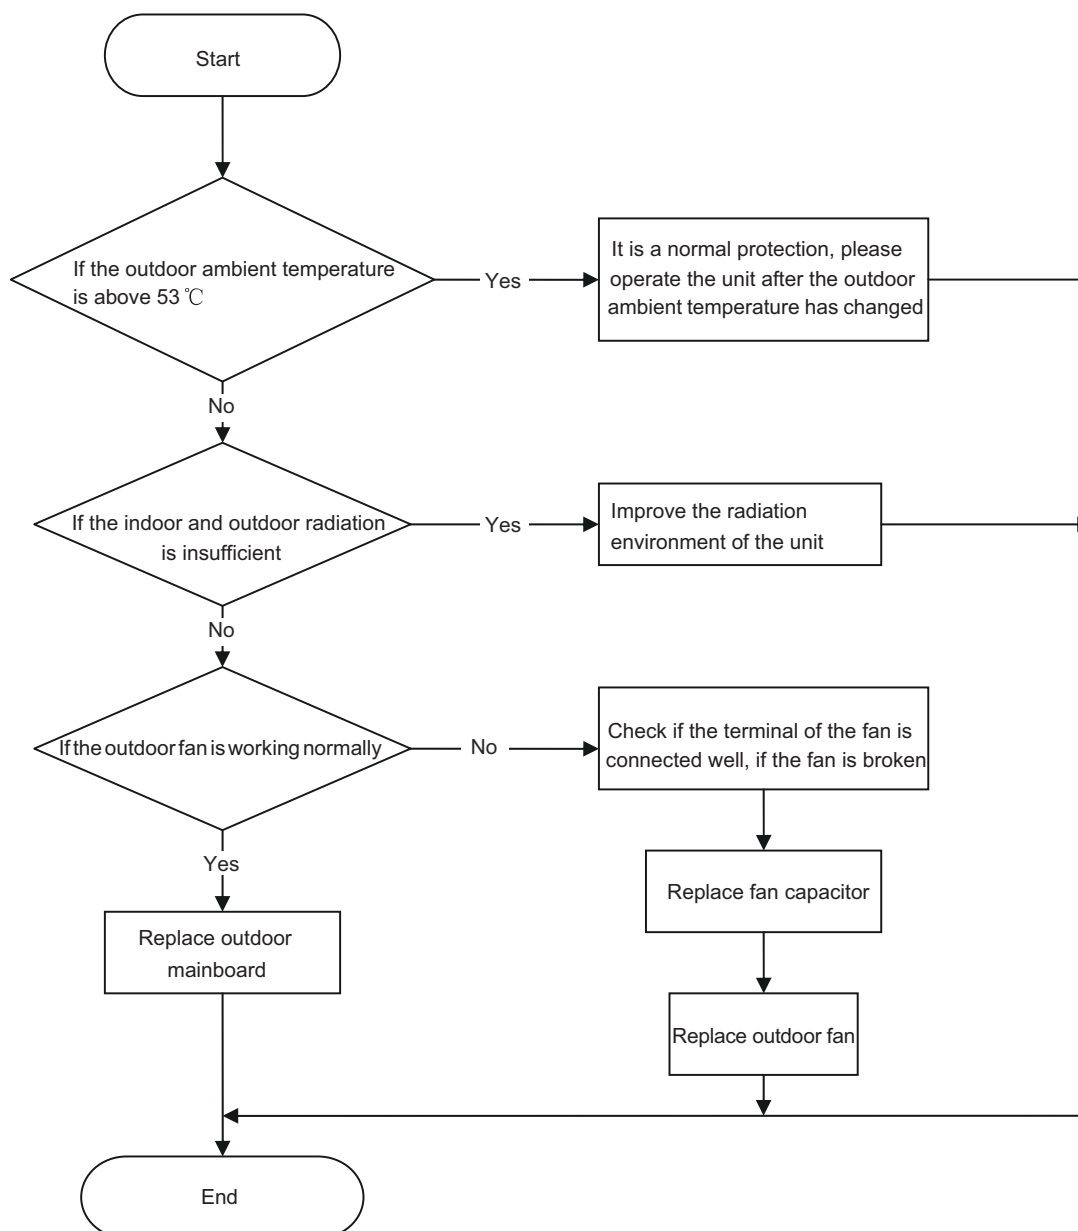 Start
If the outdoor ambient temperature
is above 53 ℃
Yes
It is a normal protection, please
operate the unit after the outdoor
ambient temperature has changed
No
If the indoor and outdoor radiation
is insufficient
Yes
Improve the radiation
environment of the unit
No
If the outdoor fan is working normally
No
Check if the terminal of the fan is
connected well, if the fan is broken
Yes
Replace fan capacitor
Replace outdoor
mainboard
Replace outdoor fan
End